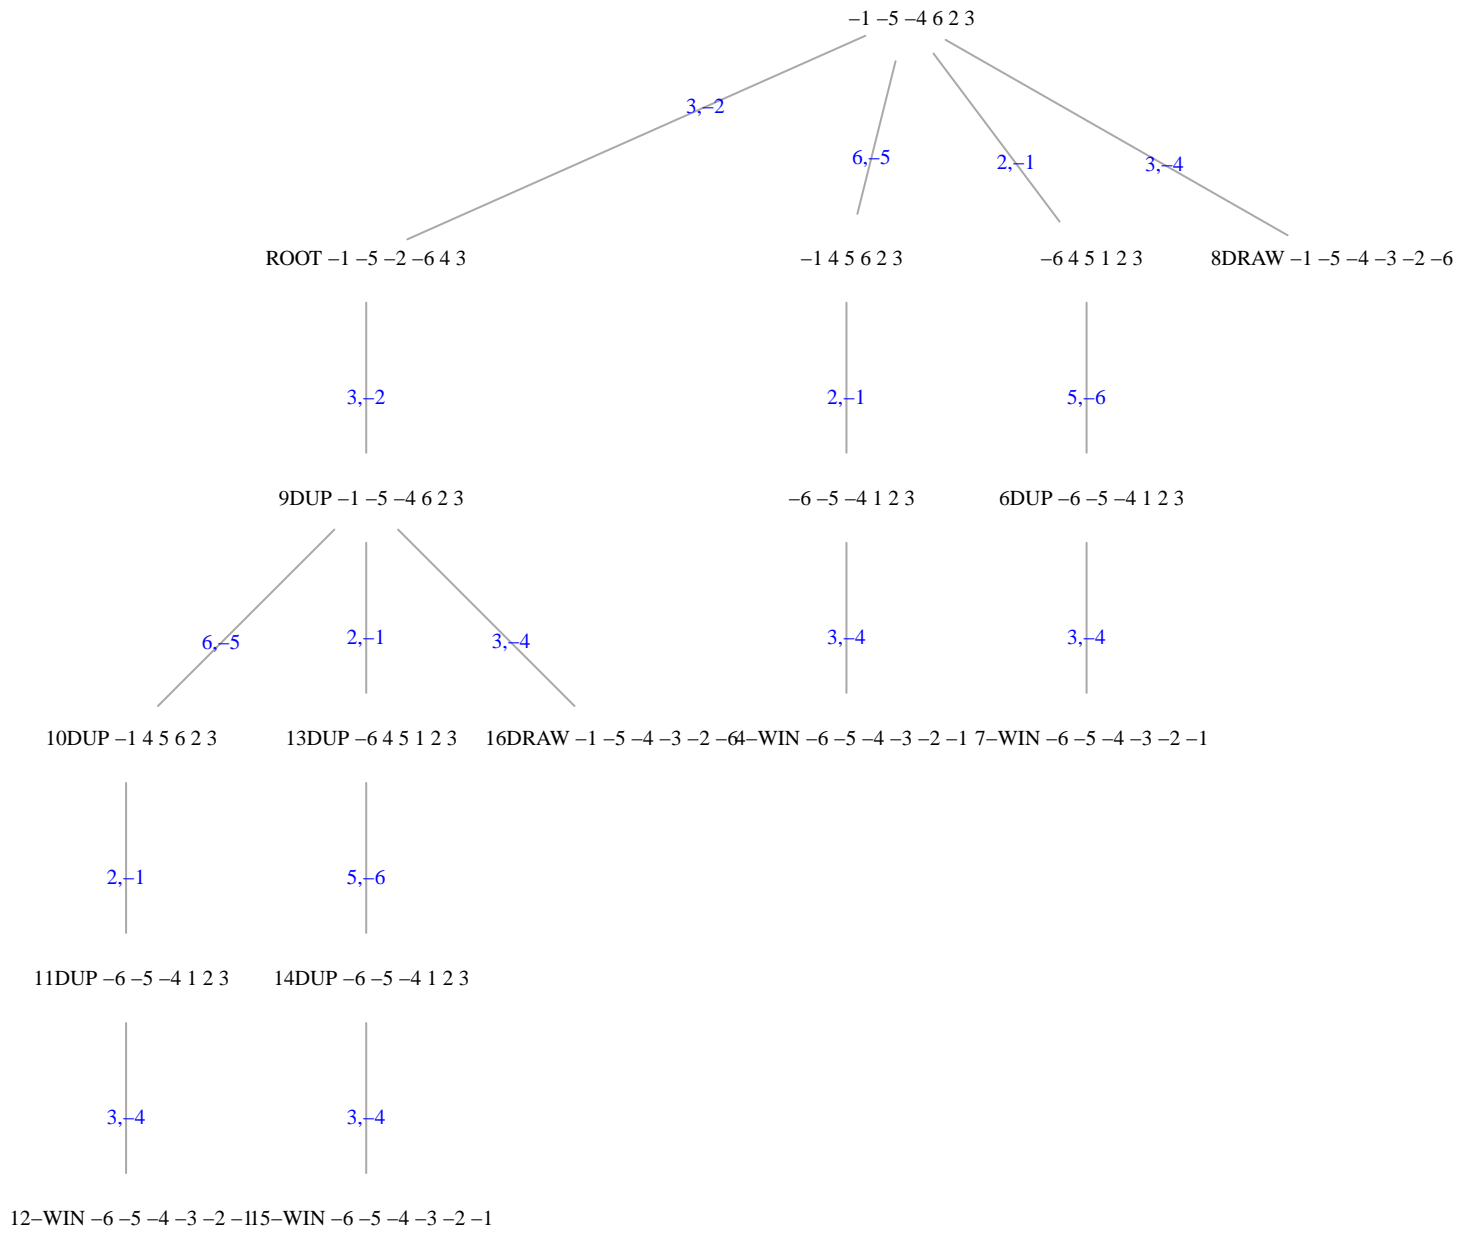 –1 –5 –4 6 2 3
3,–2
6,–5
2,–1
3,–4
ROOT –1 –5 –2 –6 4 3
–1 4 5 6 2 3
–6 4 5 1 2 3
8DRAW –1 –5 –4 –3 –2 –6
3,–2
2,–1
5,–6
9DUP –1 –5 –4 6 2 3
–6 –5 –4 1 2 3
6DUP –6 –5 –4 1 2 3
6,–5
2,–1
3,–4
3,–4
3,–4
10DUP –1 4 5 6 2 3
13DUP –6 4 5 1 2 3
16DRAW –1 –5 –4 –3 –2 –6
4–WIN –6 –5 –4 –3 –2 –1
7–WIN –6 –5 –4 –3 –2 –1
2,–1
5,–6
11DUP –6 –5 –4 1 2 3
14DUP –6 –5 –4 1 2 3
3,–4
3,–4
12–WIN –6 –5 –4 –3 –2 –1
15–WIN –6 –5 –4 –3 –2 –1